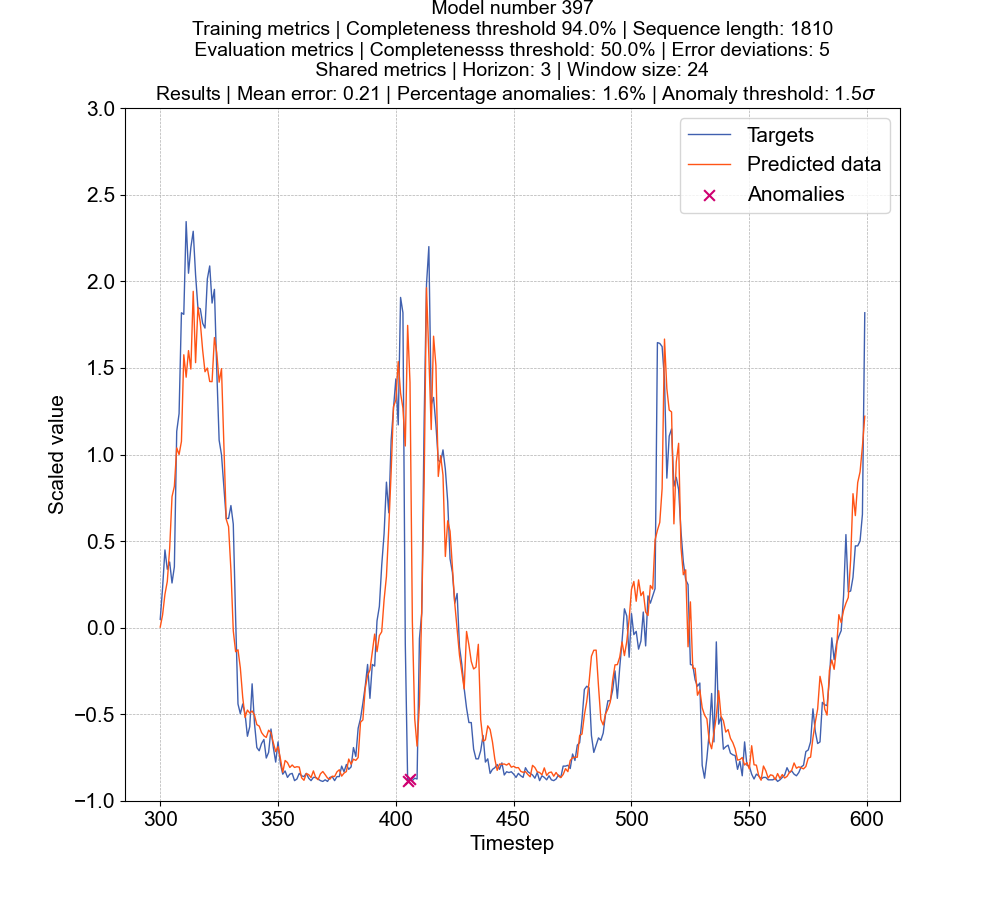 Model number 397
Training metrics | Completeness threshold 94.0% | Sequence length: 1810
Evaluation metrics | Completenesss threshold: 50.0% | Error deviations: 5
Shared metrics | Horizon: 3 | Window size: 24
Results | Mean error: 0.21 | Percentage anomalies: 1.6% | Anomaly threshold: 1.5σ
Targets
Predicted data
Anomalies
Scaled value
3.0
2.5
2.0
1.5
1.0
0.5
0.0
−0.5
−1.0
300 350 400 450 500 550 600
Timestep